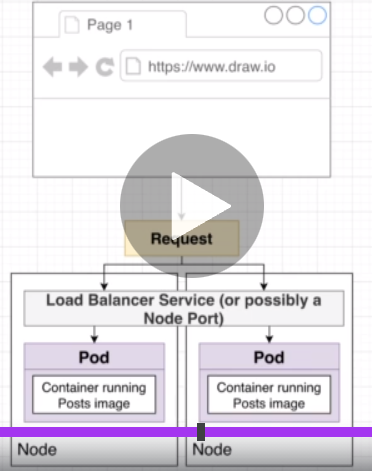 Page 1
https://www.draw.io
Request
Load Balancer Service (or possibly a
Node Port)
Pod
Container running
Posts image
Pod
Container running
Posts image
Node
Node